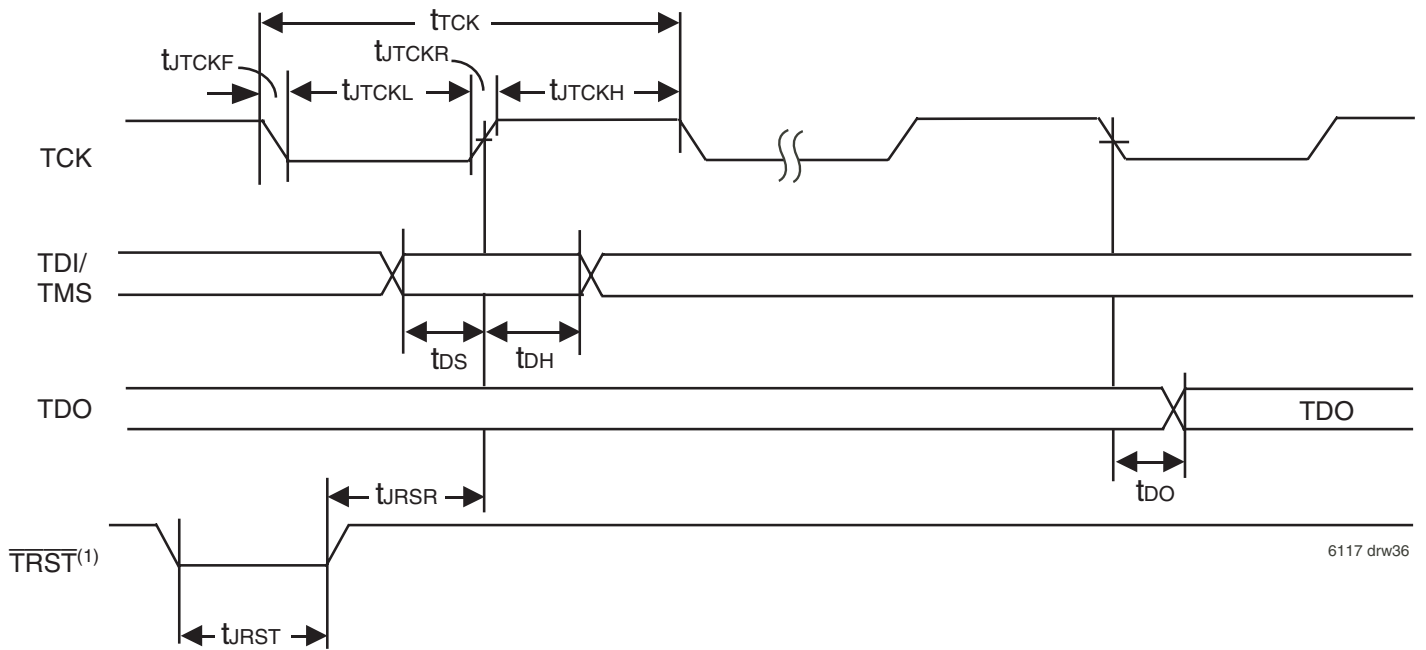 tTCK
tJTCKF
tJTCKR
tJTCKL
tJTCKH
TCK
TDI/
TMS
tDS
tDH
TDO
TDO
tDO
tJRSR
TRST(1)
6117 drw36
tJRST